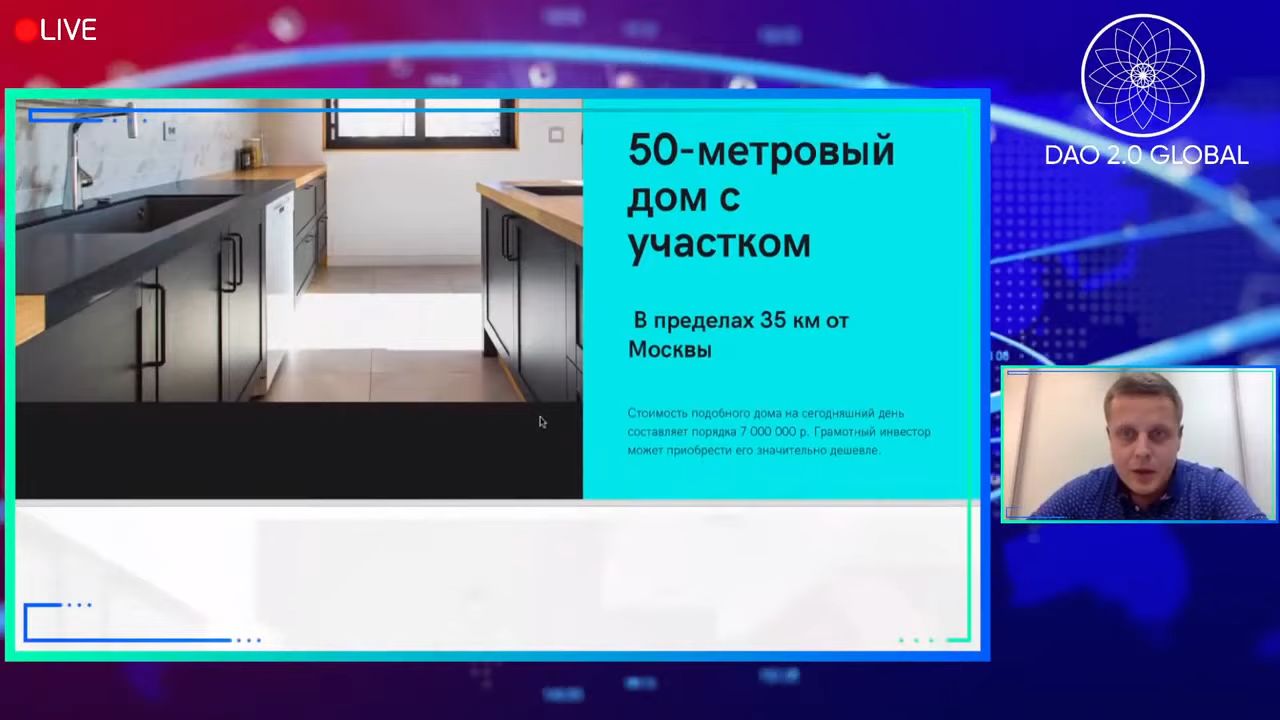 LIVE
DAO 2.0 GLOBAL
50-метровый
дом с
участком
В пределах 35 км от
Москвы
Стоимость подобного дома на сегодняшний день
составляет порядка 7 000 000 р. Грамотный инвестор
может приобрести его значительно дешевле.